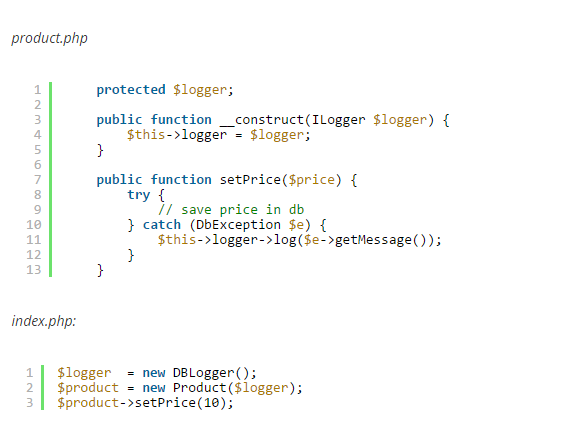 product.php
1 protected $logger;
2
3 public function __construct(ILogger $logger) {
4 $this->logger = $logger;
5 }
6
7 public function setPrice($price) {
8 try {
9 // save price in db
10 } catch (DbException $e) {
11 $this->logger->log($e->getMessage());
12 }
13 }
index.php:
1 $logger  = new DBLogger();
2 $product = new Product($logger);
3 $product->setPrice(10);